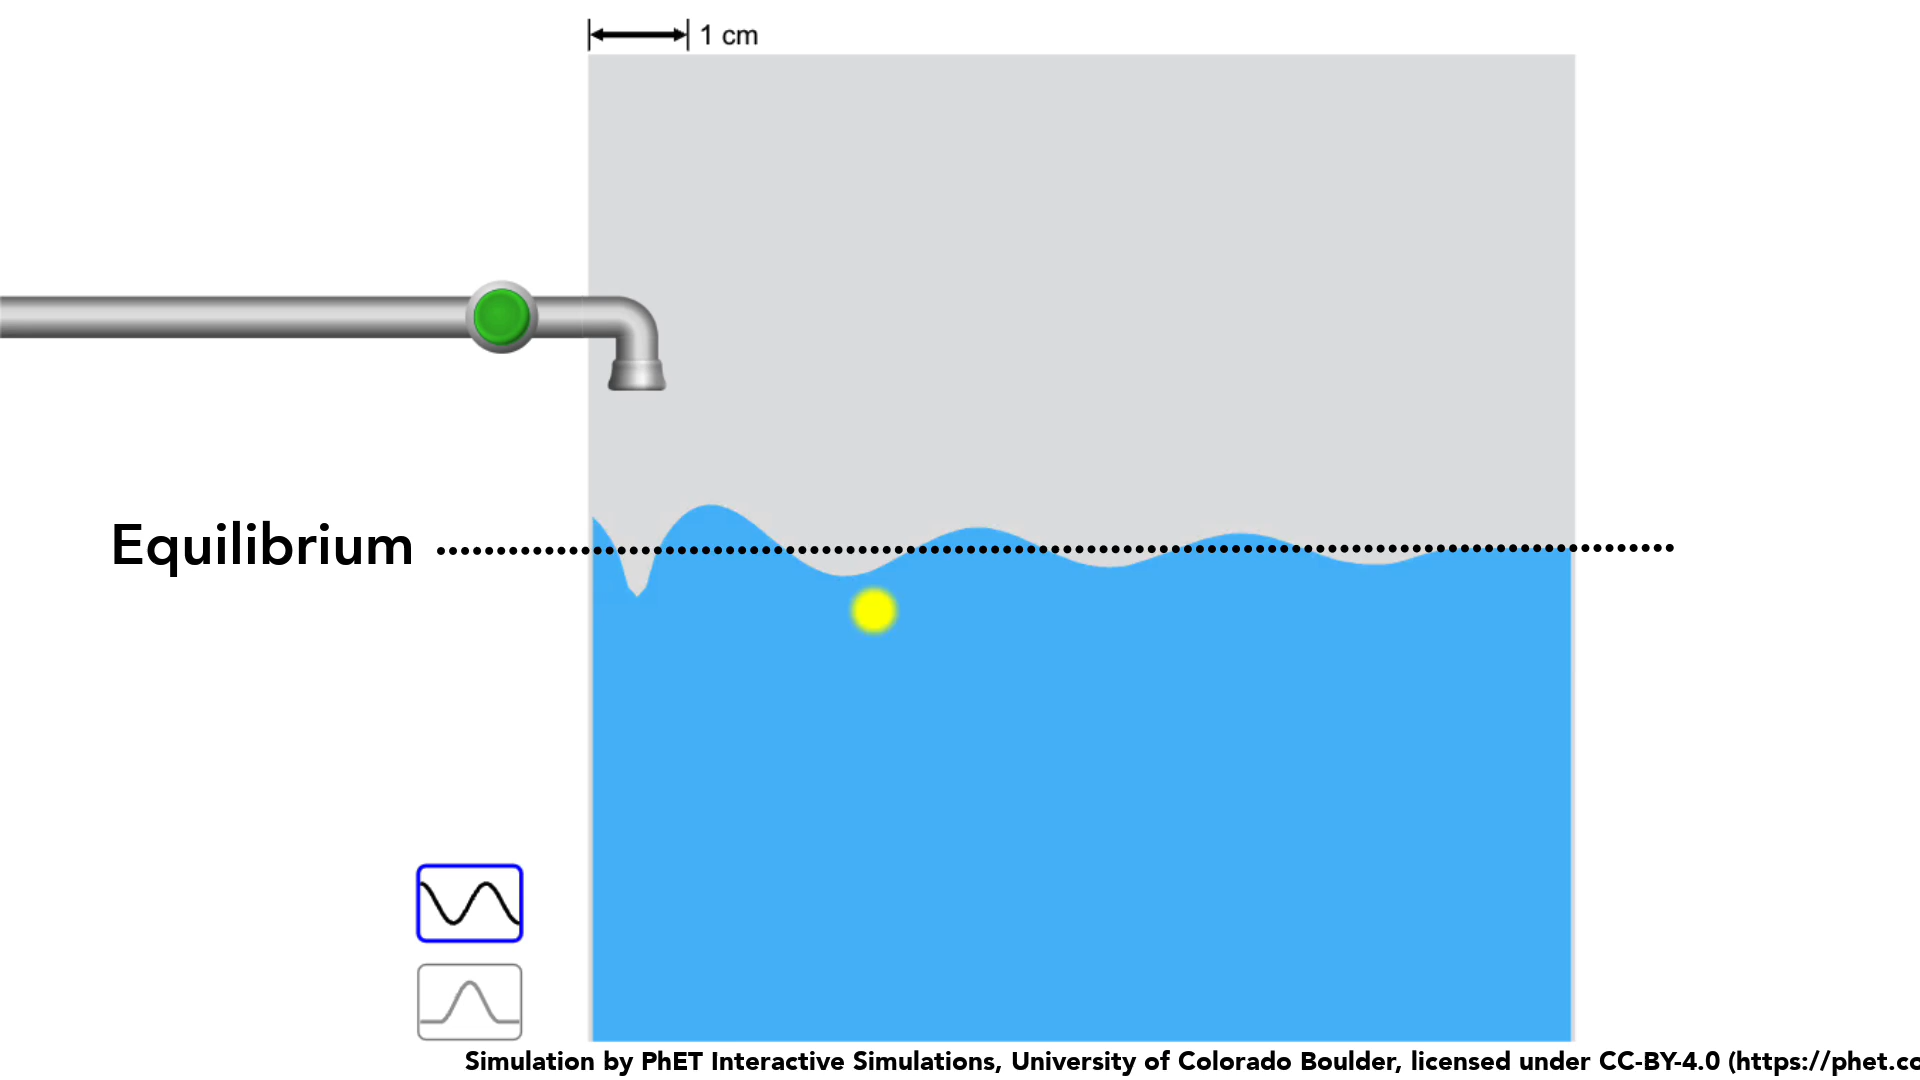 1 cm
Equilibrium
Simulation by PhET Interactive Simulations, University of Colorado Boulder, licensed under CC-BY-4.0 (https://phet.co